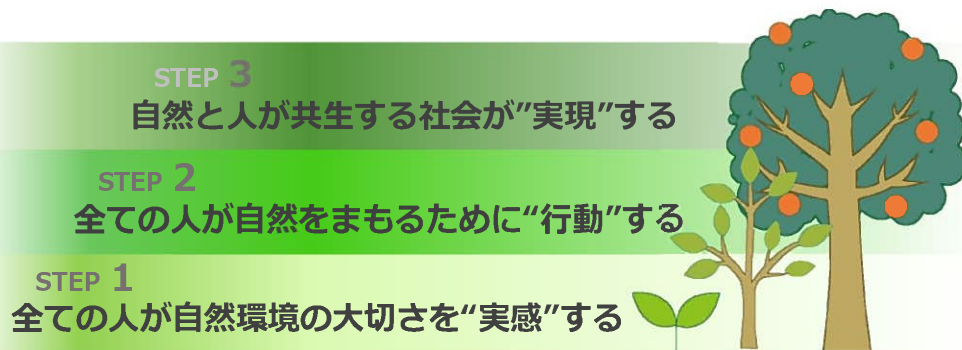 STEP 3
自然と人が共生する社会が”実現”する
STEP 2
全ての人が自然をまもるために“行動”する
STEP 1
全ての人が自然環境の大切さを“実感”する